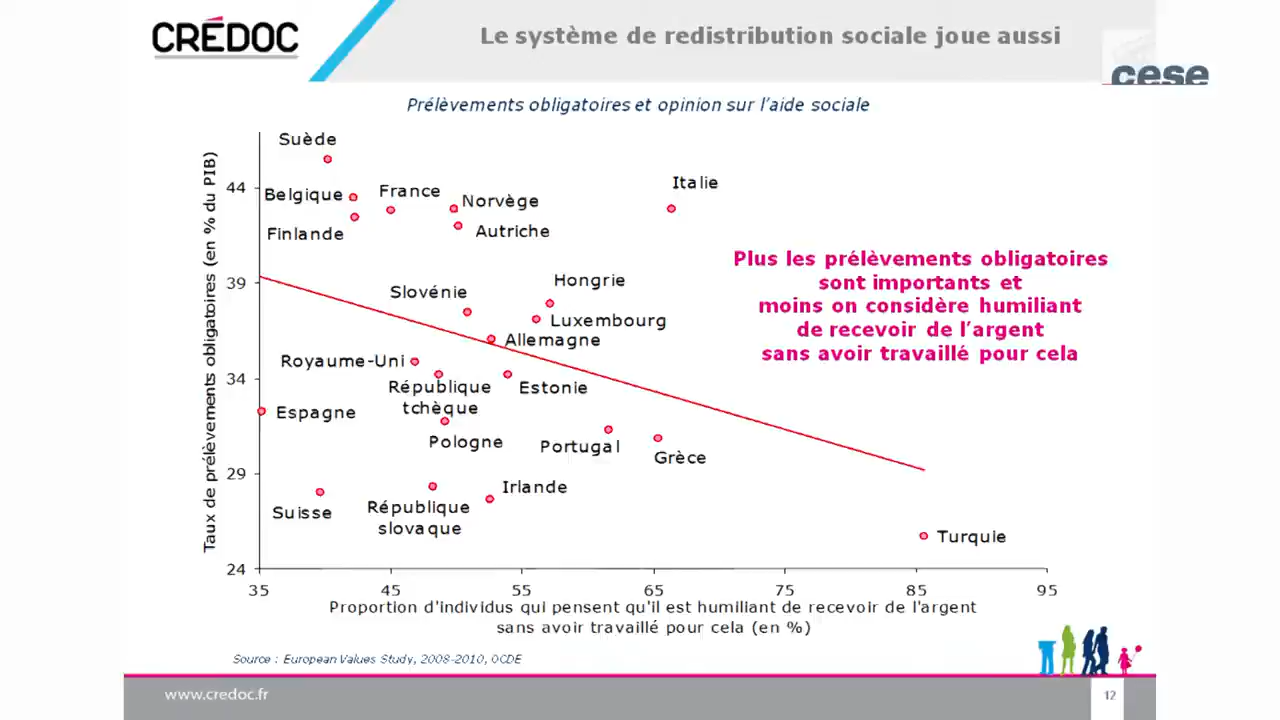 CRÉDOC
Le système de redistribution sociale joue aussi
cese
Prélèvements obligatoires et opinion sur l'aide sociale
Taux de prélèvements obligatoires (en % du PIB)
44
39
34
29
24
Suède
Belgique
France
Norvège
Italie
Finlande
Autriche
Hongrie
Slovénie
Luxembourg
Allemagne
Royaume-Uni
République
tchèque
Estonie
Espagne
Pologne
Portugal
Grèce
Irlande
Suisse
République
slovaque
Turquie
Plus les prélèvements obligatoires
sont importants et
moins on considère humiliant
de recevoir de l'argent
sans avoir travaillé pour cela
35 45 55 65 75 85 95
Proportion d'individus qui pensent qu'il est humiliant de recevoir de l'argent
sans avoir travaillé pour cela (en %)
Source : European Values Study, 2008-2010, OCDE
www.credoc.fr
12